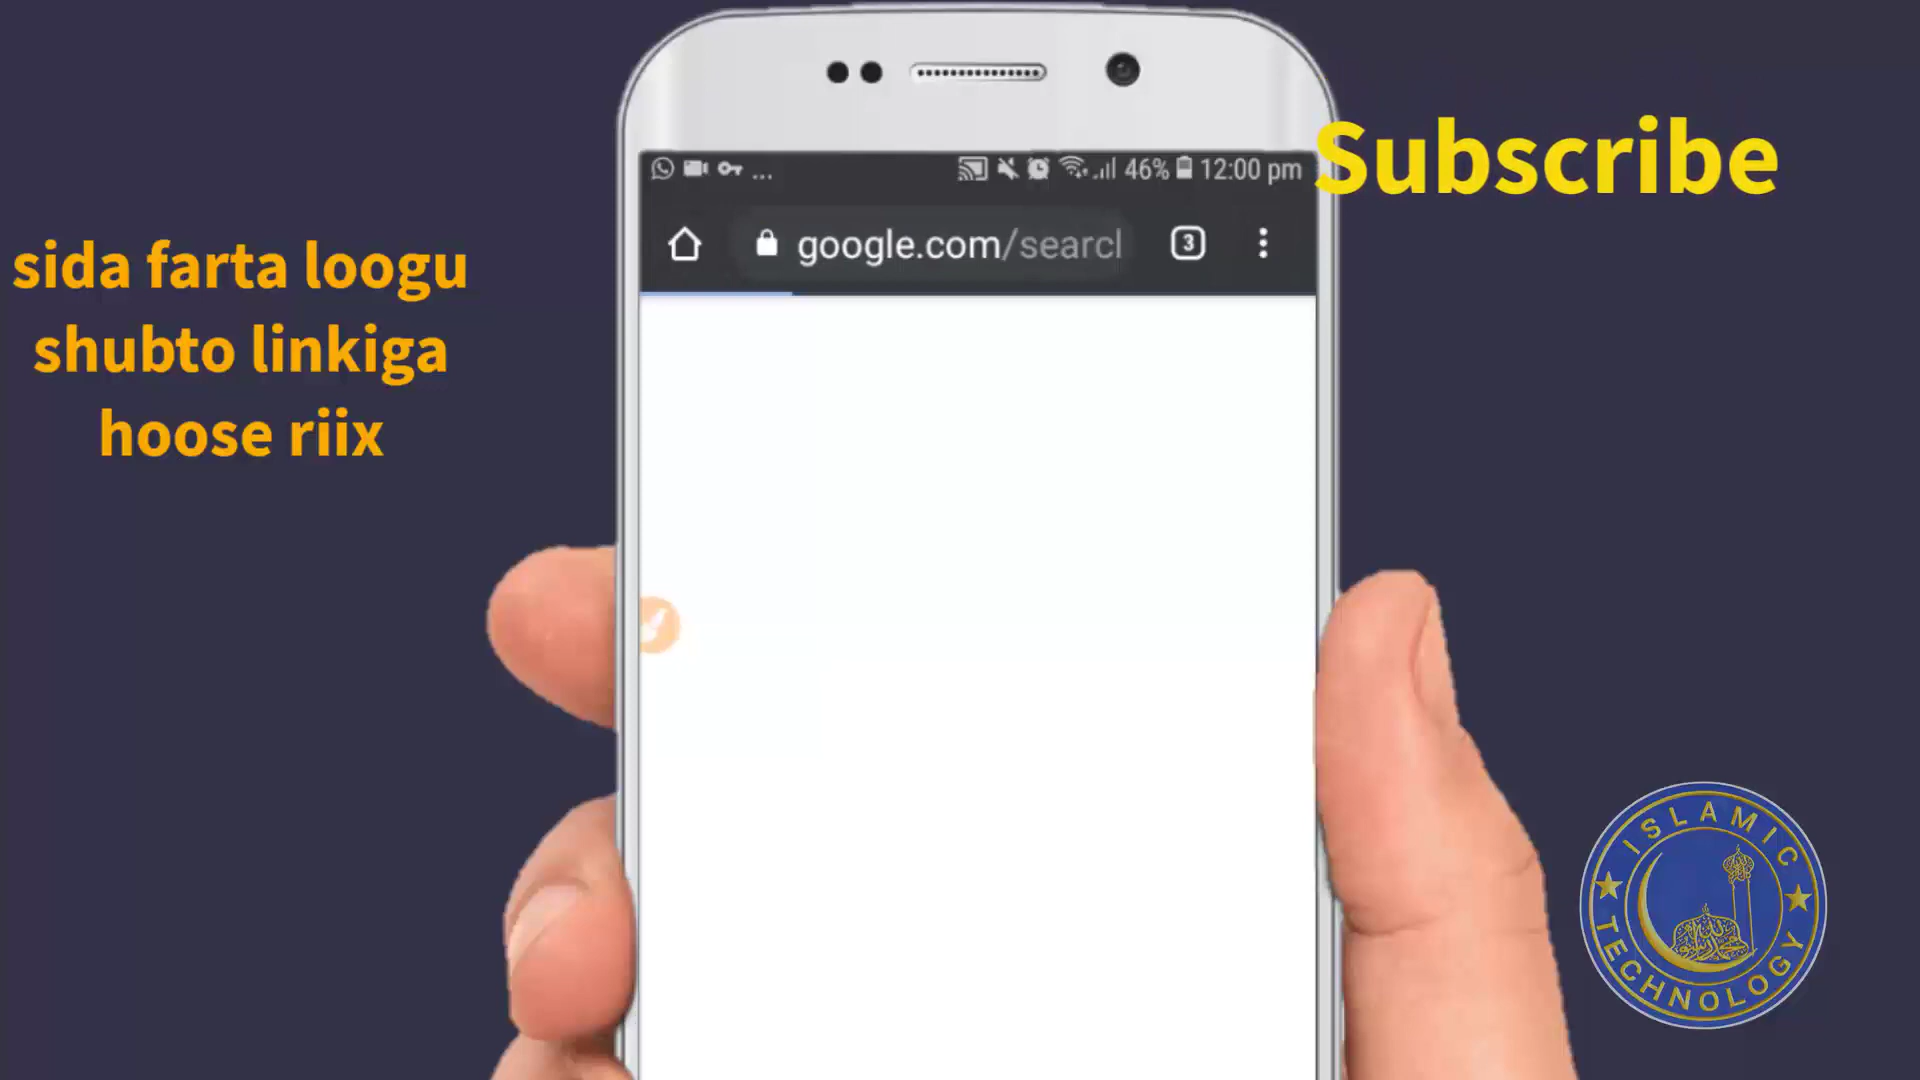 46% 12:00 pm
google.com/searcl
3
Subscribe
sida farta loogu
shubto linkiga
hoose riix
ISLAMIC
TECHNOLOGY